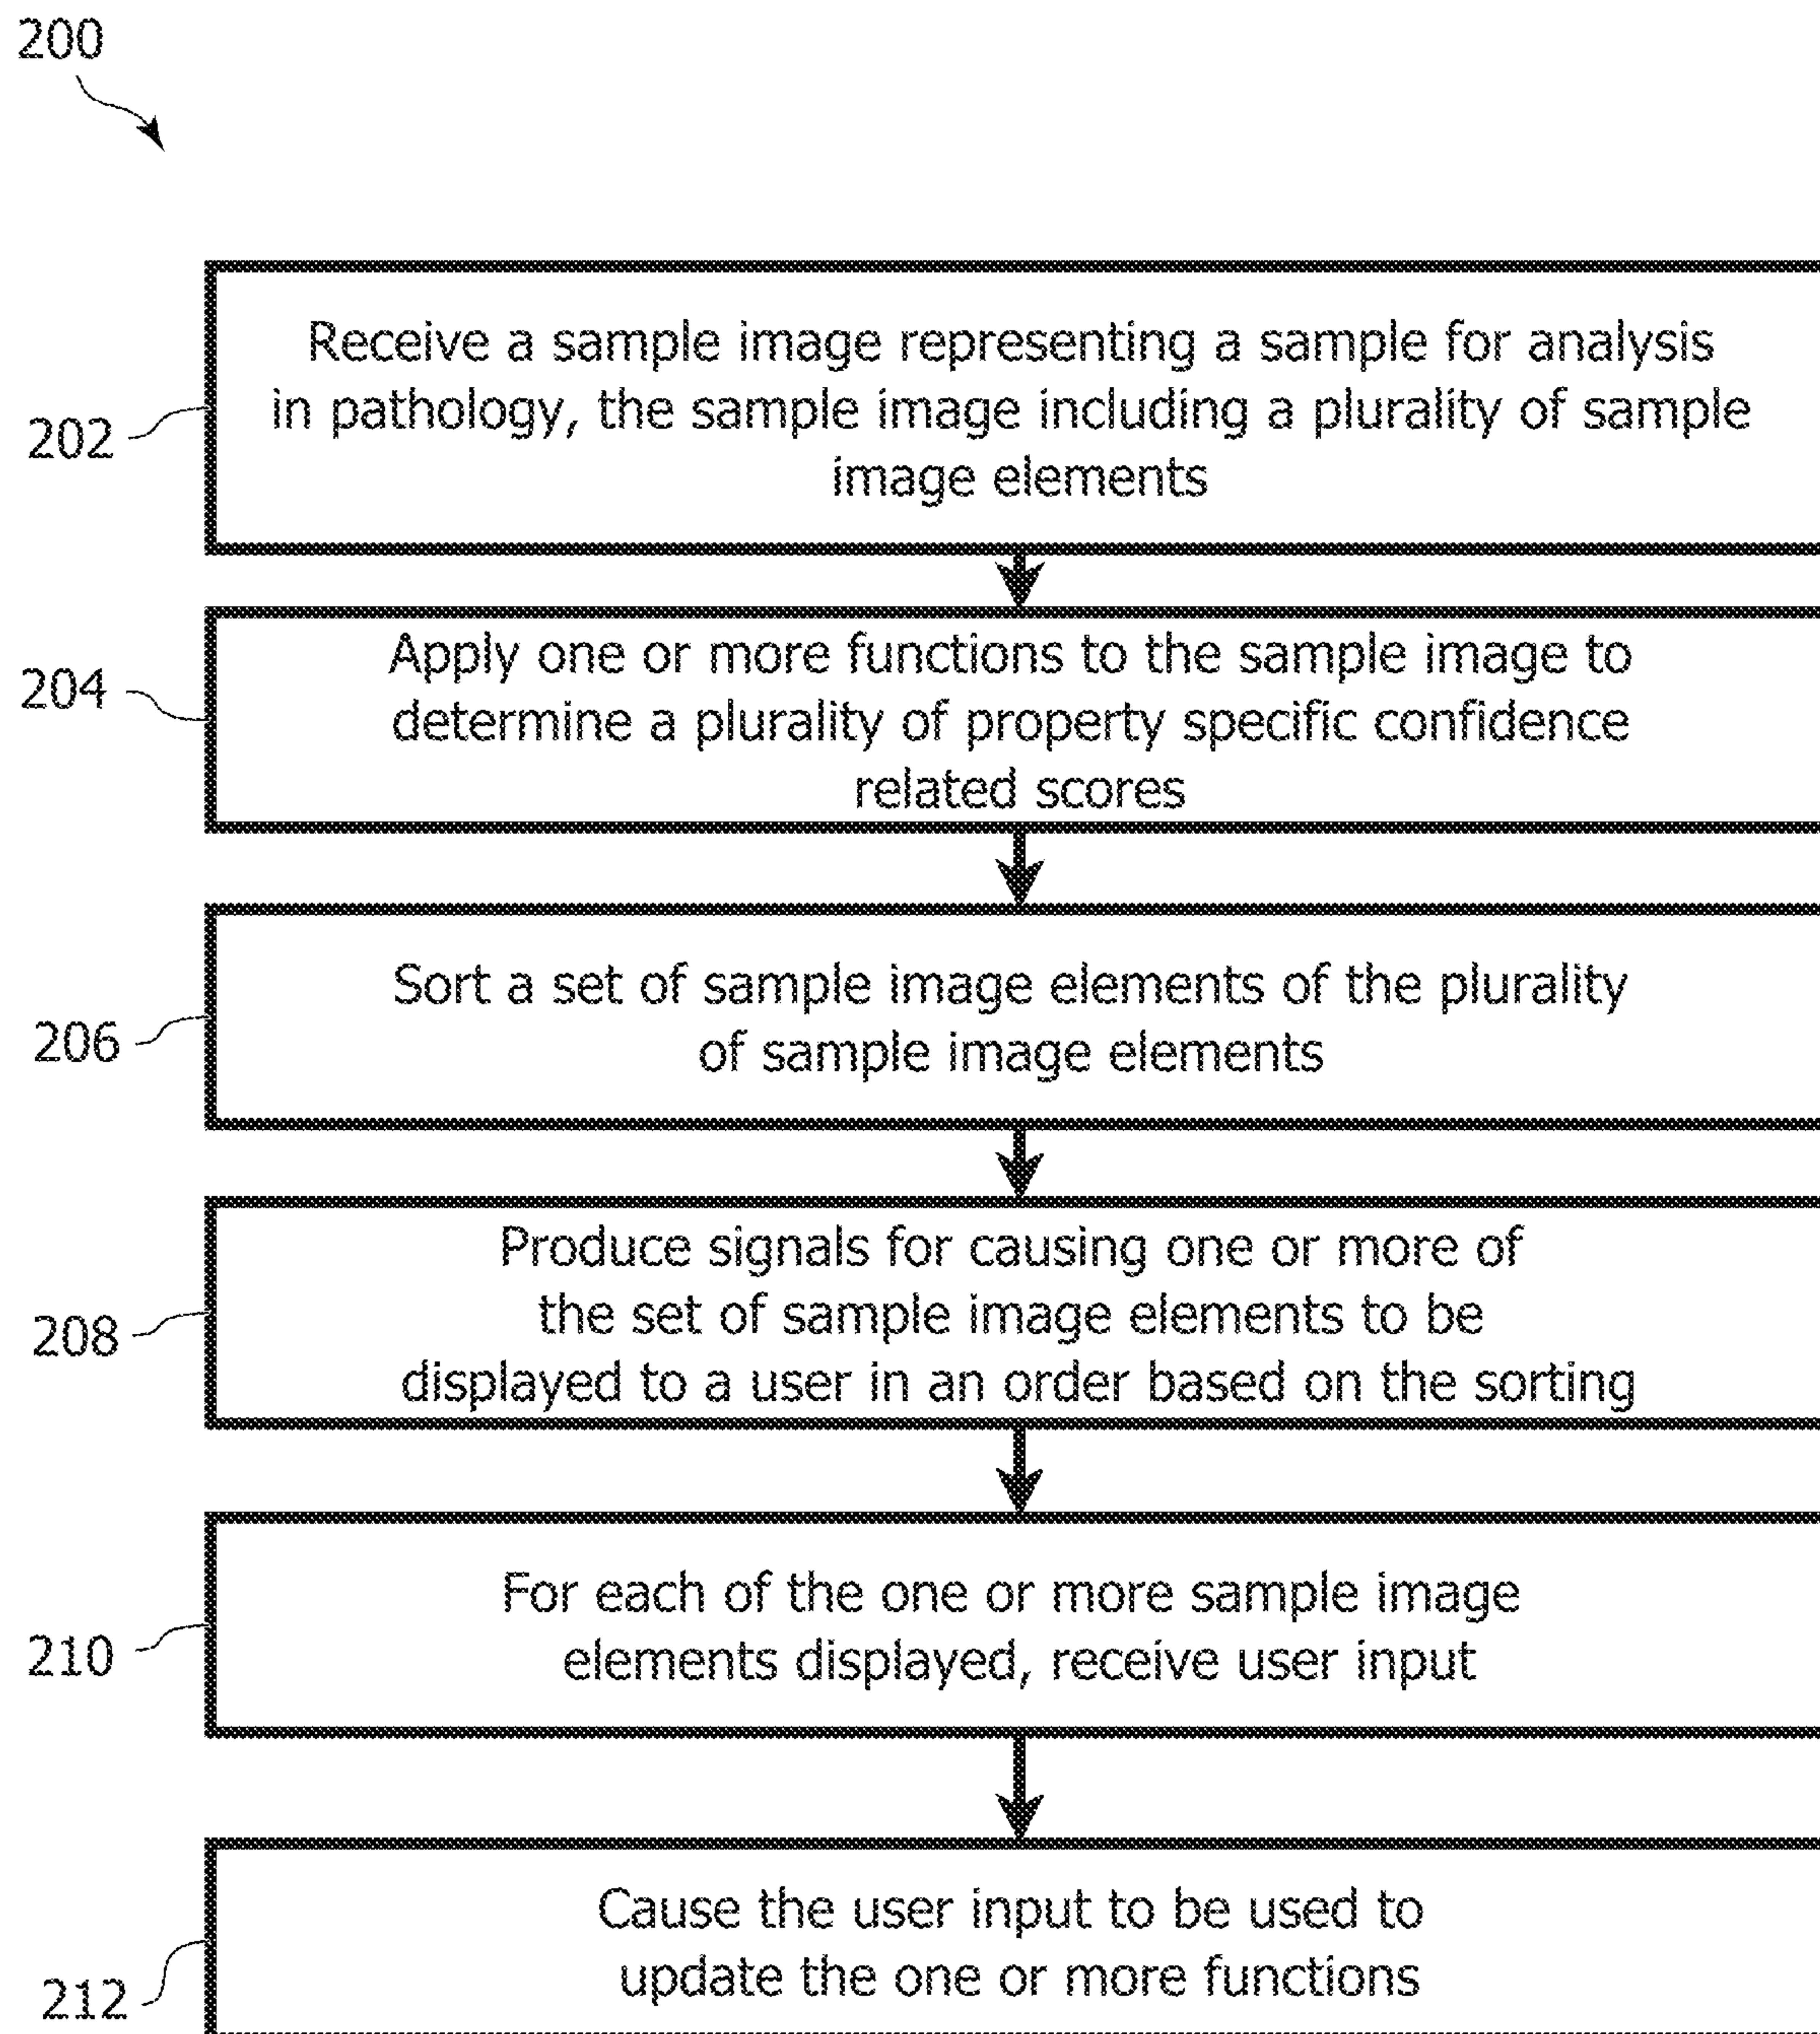 200
Receive a sample image representing a sample for analysis
in pathology, the sample image including a plurality of sample
image elements
202
Apply one or more functions to the sample image to
determine a plurality of property specific confidence
related scores
204
Sort a set of sample image elements of the plurality
of sample image elements
206
Produce signals for causing one or more of
the set of sample image elements to be
displayed to a user in an order based on the sorting
208
For each of the one or more sample image
elements displayed, receive user input
210
Cause the user input to be used to
update the one or more functions
212